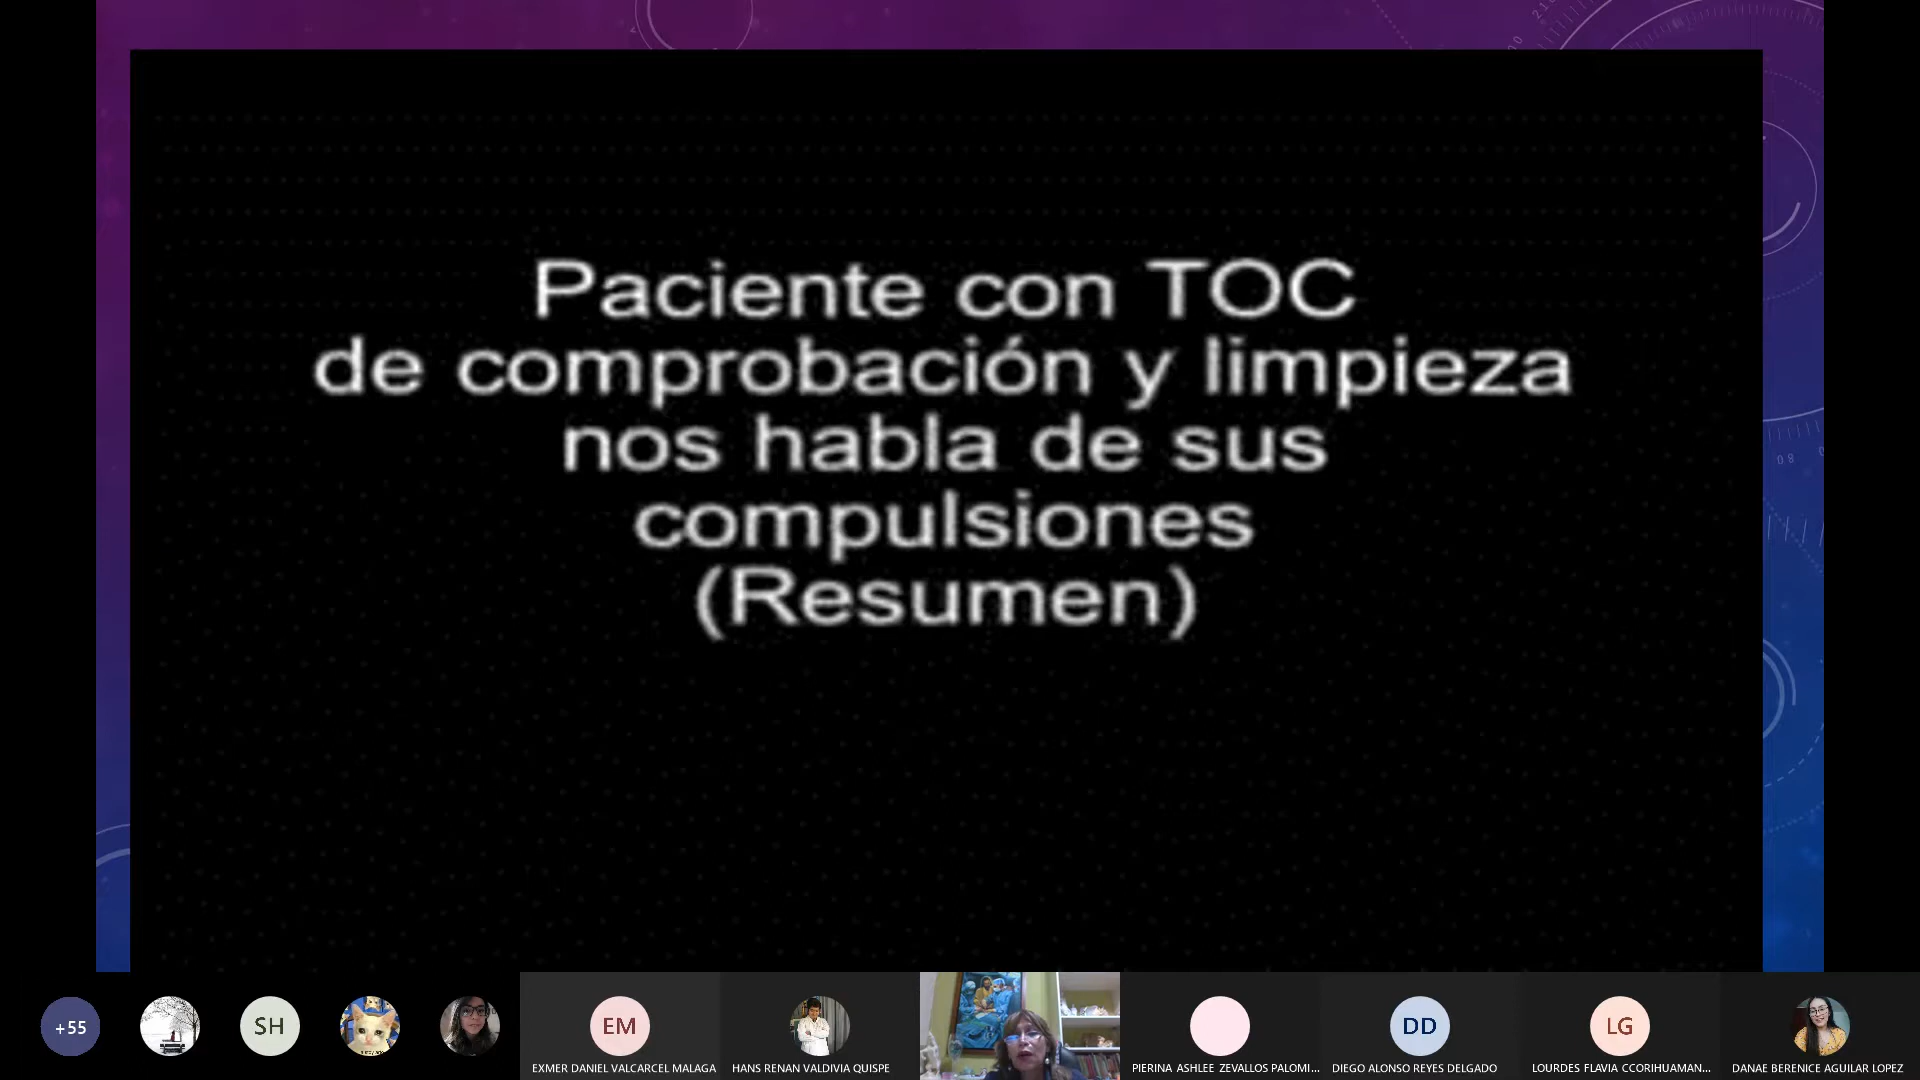 Paciente con TOC
de comprobación y limpieza
nos habla de sus
compulsiones
(Resumen)
+55
SH
EM
DD
LG
EXMER DANIEL VALCARCEL MALAGA
HANS RENAN VALDIVIA QUISPE
PIERINA ASHLEE ZEVALLOS PALOMI...
DIEGO ALONSO REYES DELGADO
LOURDES FLAVIA CCORIHUAMAN...
DANAE BERENICE AGUILAR LOPEZ
80